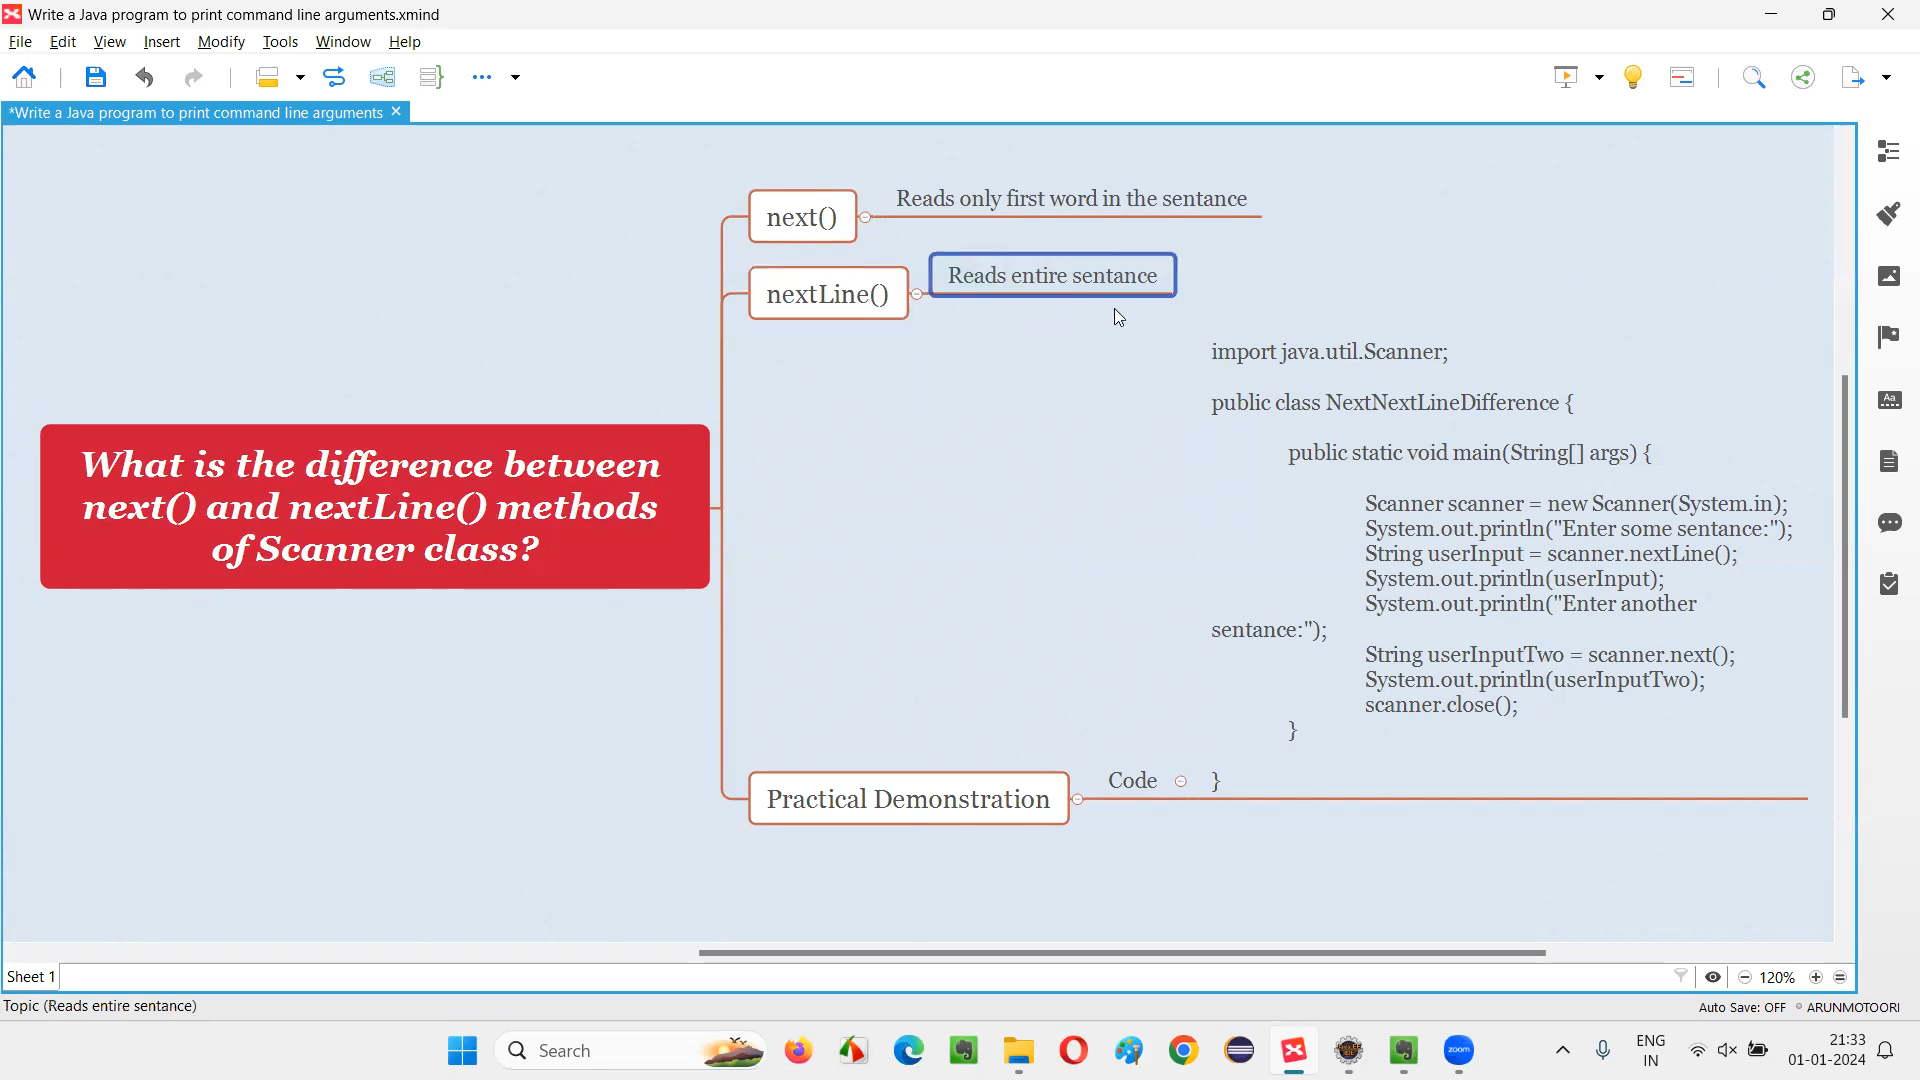 Write a Java program to print command line arguments.xmind
File Edit View Insert Modify Tools Window Help
*Write a Java program to print command line arguments
next()
Reads only first word in the sentance
nextLine()
Reads entire sentance
What is the difference between
next() and nextLine() methods
of Scanner class?
import java.util.Scanner;
public class NextNextLineDifference {
public static void main(String[] args) {
Scanner scanner = new Scanner(System.in);
System.out.println("Enter some sentance:");
String userInput = scanner.nextLine();
System.out.println(userInput);
System.out.println("Enter another
sentance:");
String userInputTwo = scanner.next();
System.out.println(userInputTwo);
scanner.close();
}
}
Practical Demonstration
Code
Aa
Sheet 1
120%
Topic (Reads entire sentance)
Auto Save: OFF
ARUNMOTOORI
Search
zoom
ENG
IN
21:33
01-01-2024